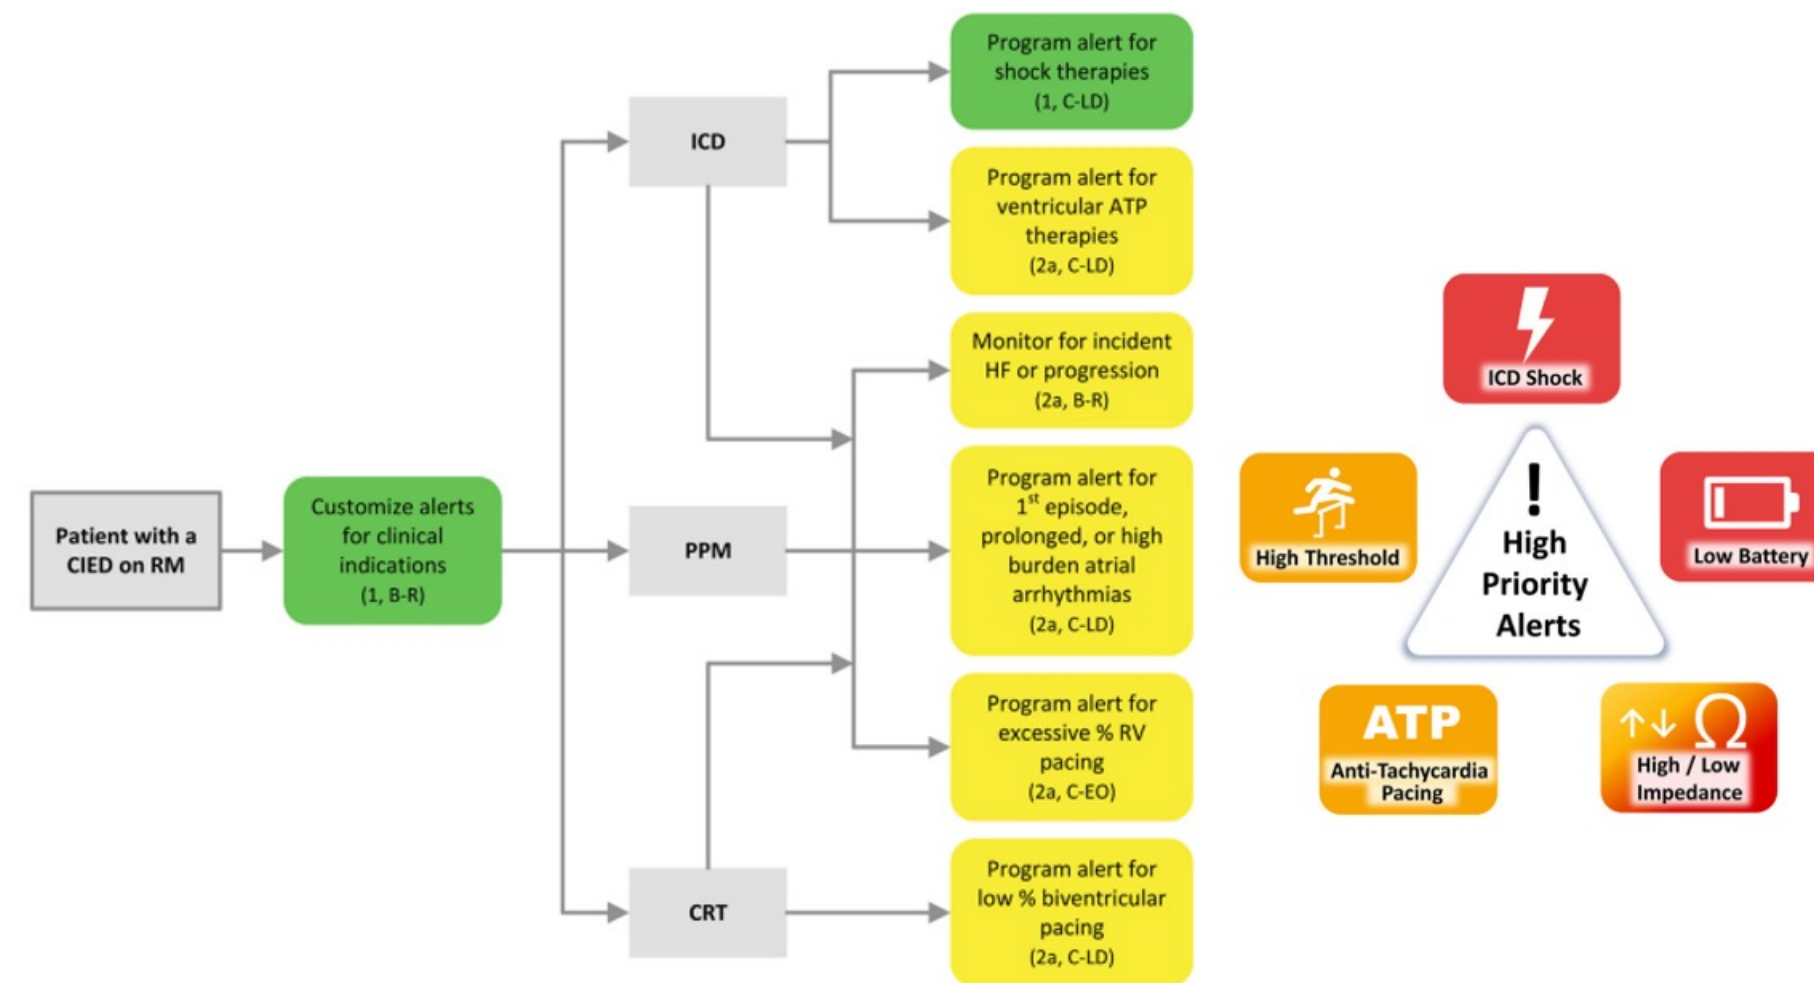 Patient with a
CIED on RM
Customize alerts
for clinical
indications
(1, B-R)
ICD
PPM
CRT
Program alert for
shock therapies
(1, C-LD)
Program alert for
ventricular ATP
therapies
(2a, C-LD)
Monitor for incident
HF or progression
(2a, B-R)
Program alert for
1st episode,
prolonged, or high
burden atrial
arrhythmias
(2a, C-LD)
Program alert for
excessive % RV
pacing
(2a, C-EO)
Program alert for
low % biventricular
pacing
(2a, C-LD)
ICD Shock
High Threshold
!
High
Priority
Alerts
Low Battery
ATP
Anti-Tachycardia
Pacing
↑↓ Ω
High / Low
Impedance